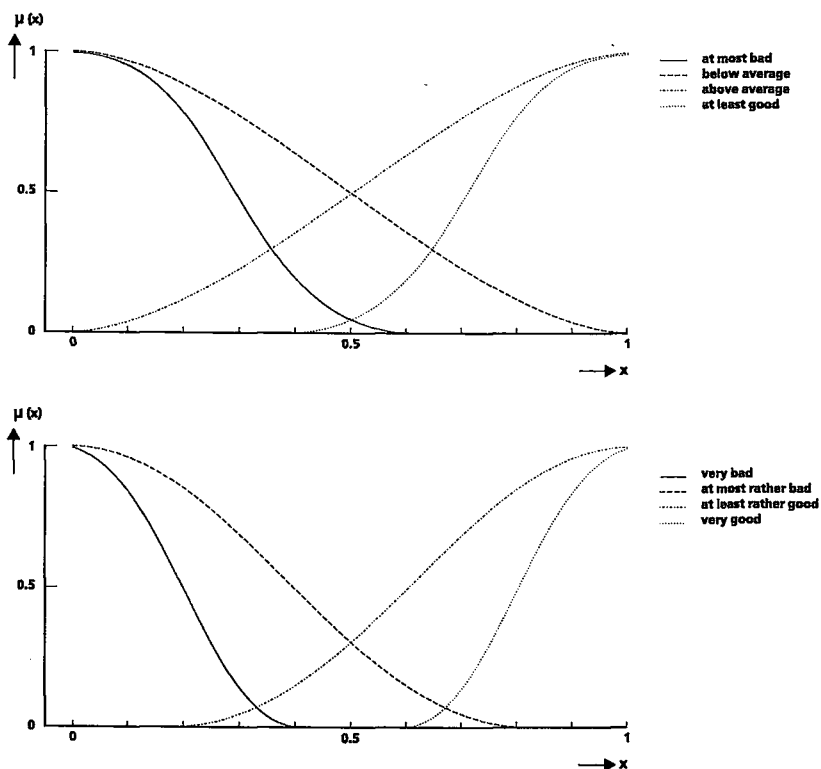 μ (x)
1
at most bad
below average
above average
at least good
0.5
0
0 0.5 1
x
μ (x)
1
very bad
at most rather bad
at least rather good
very good
0.5
0
0 0.5 1
x